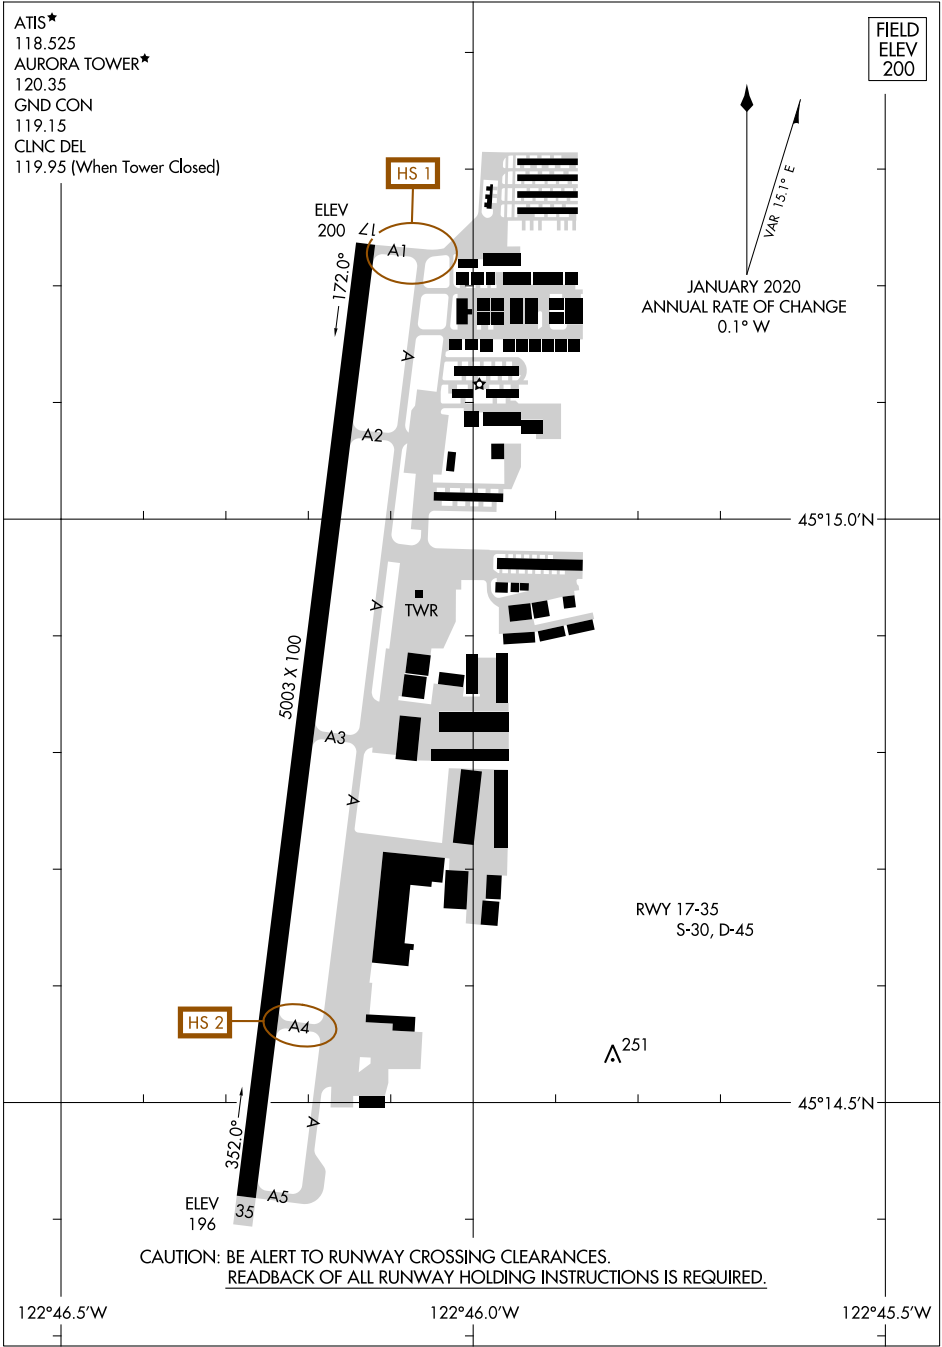 ATIS★
118.525
AURORA TOWER★
120.35
GND CON
119.15
CLNC DEL
119.95 (When Tower Closed)
FIELD
ELEV
200
HS 1
VAR 15.1° E
JANUARY 2020
ANNUAL RATE OF CHANGE
0.1° W
ELEV
200
17
A1
172.0°
A
A2
45°15.0'N
A
TWR
5003 X 100
A3
A
RWY 17-35
S-30, D-45
HS 2
A4
251
45°14.5'N
352.0°
A
A5
ELEV
196
35
CAUTION: BE ALERT TO RUNWAY CROSSING CLEARANCES.
READBACK OF ALL RUNWAY HOLDING INSTRUCTIONS IS REQUIRED.
122°46.5'W
122°46.0'W
122°45.5'W